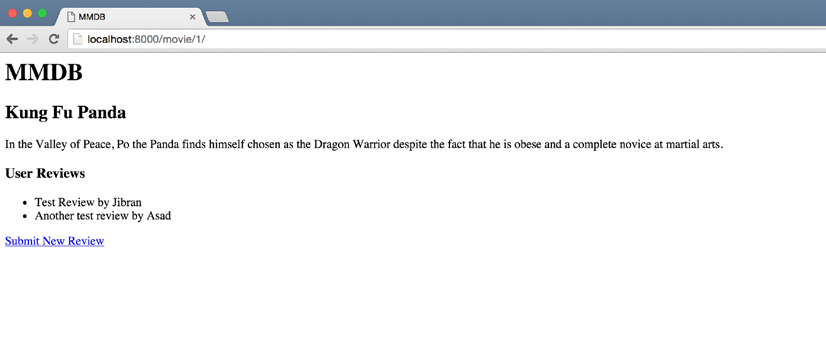 MMDB
localhost:8000/movie/1/
MMDB
Kung Fu Panda
In the Valley of Peace, Po the Panda finds himself chosen as the Dragon Warrior despite the fact that he is obese and a complete novice at martial arts.
User Reviews
Test Review by Jibran
Another test review by Asad
Submit New Review